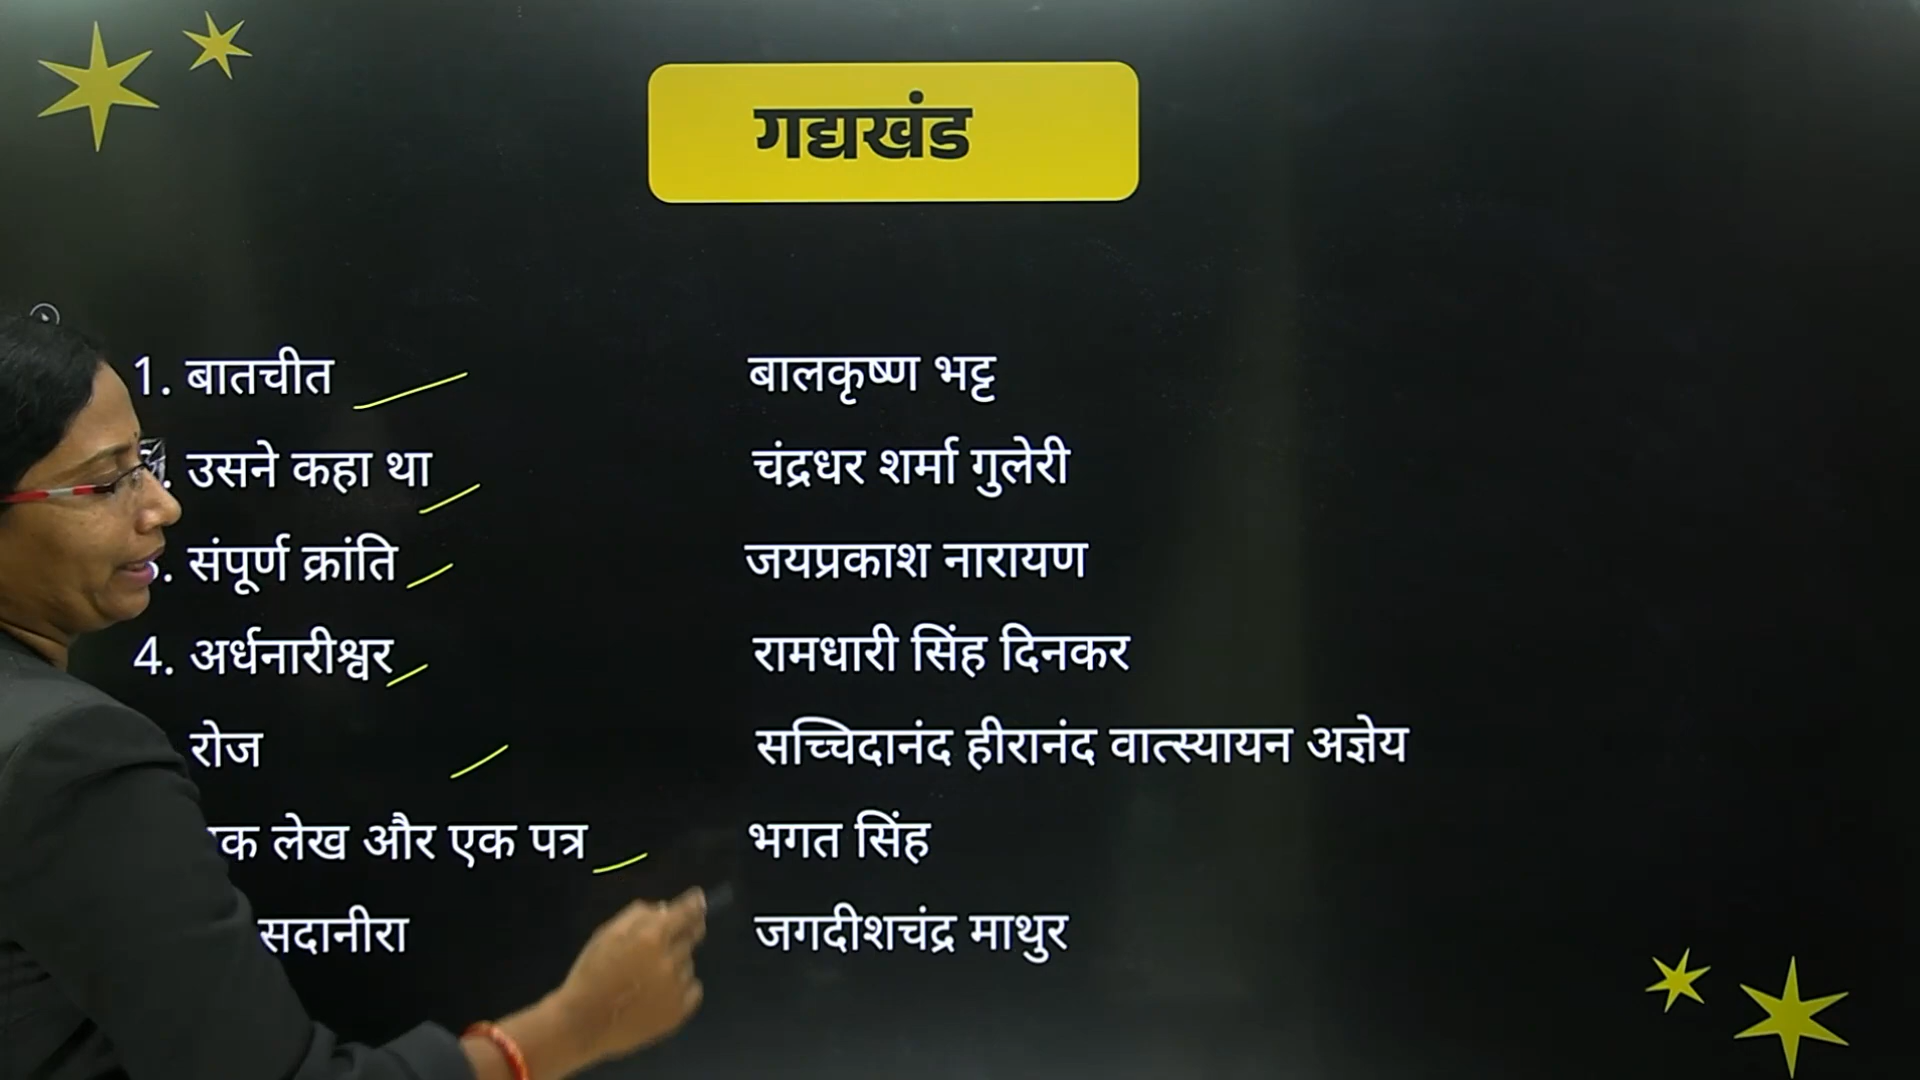 गद्यखंड
1. बातचीत बालकृष्ण भट्ट
उसने कहा था चंद्रधर शर्मा गुलेरी
संपूर्ण क्रांति जयप्रकाश नारायण
4. अर्धनारीश्वर रामधारी सिंह दिनकर
रोज सच्चिदानंद हीरानंद वात्स्यायन अज्ञेय
लेख और एक पत्र भगत सिंह
सदानीरा जगदीशचंद्र माथुर